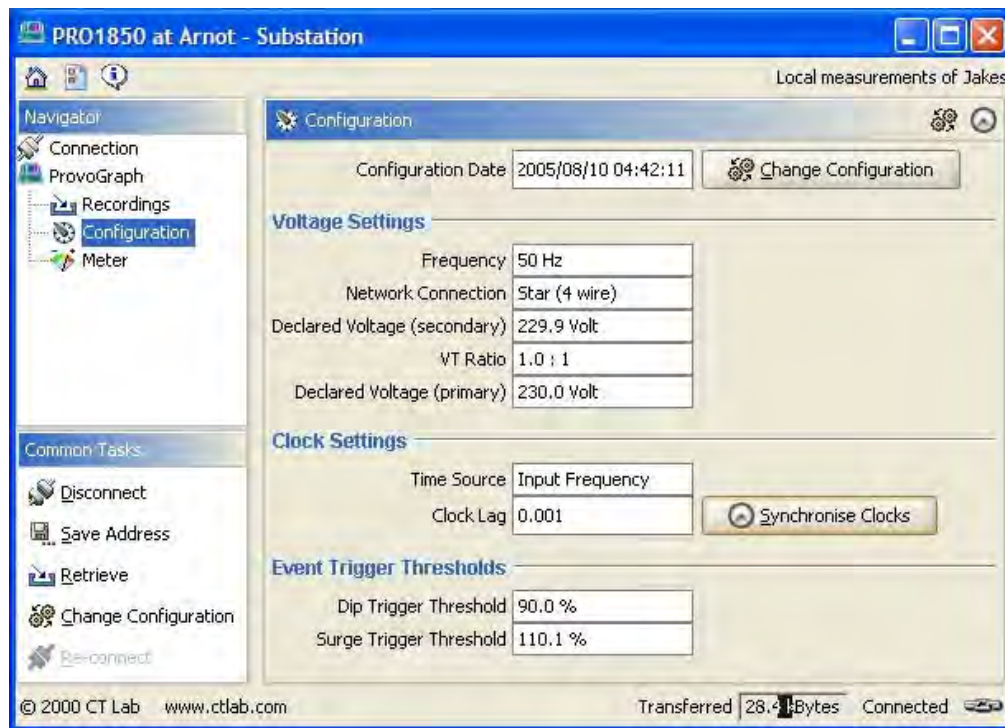 PRO1850 at Arnot - Substation
Local measurements of Jakes
Navigator
Connection
ProvoGraph
Recordings
Configuration
Meter
Common Tasks
Disconnect
Save Address
Retrieve
Change Configuration
Re-connect
Configuration
Configuration Date 2005/08/10 04:42:11 Change Configuration
Voltage Settings
Frequency 50 Hz
Network Connection Star (4 wire)
Declared Voltage (secondary) 229.9 Volt
VT Ratio 1.0 : 1
Declared Voltage (primary) 230.0 Volt
Clock Settings
Time Source Input Frequency
Clock Lag 0.001 Synchronise Clocks
Event Trigger Thresholds
Dip Trigger Threshold 90.0 %
Surge Trigger Threshold 110.1 %
© 2000 CT Lab www.ctlab.com Transferred 28.4 kBytes Connected